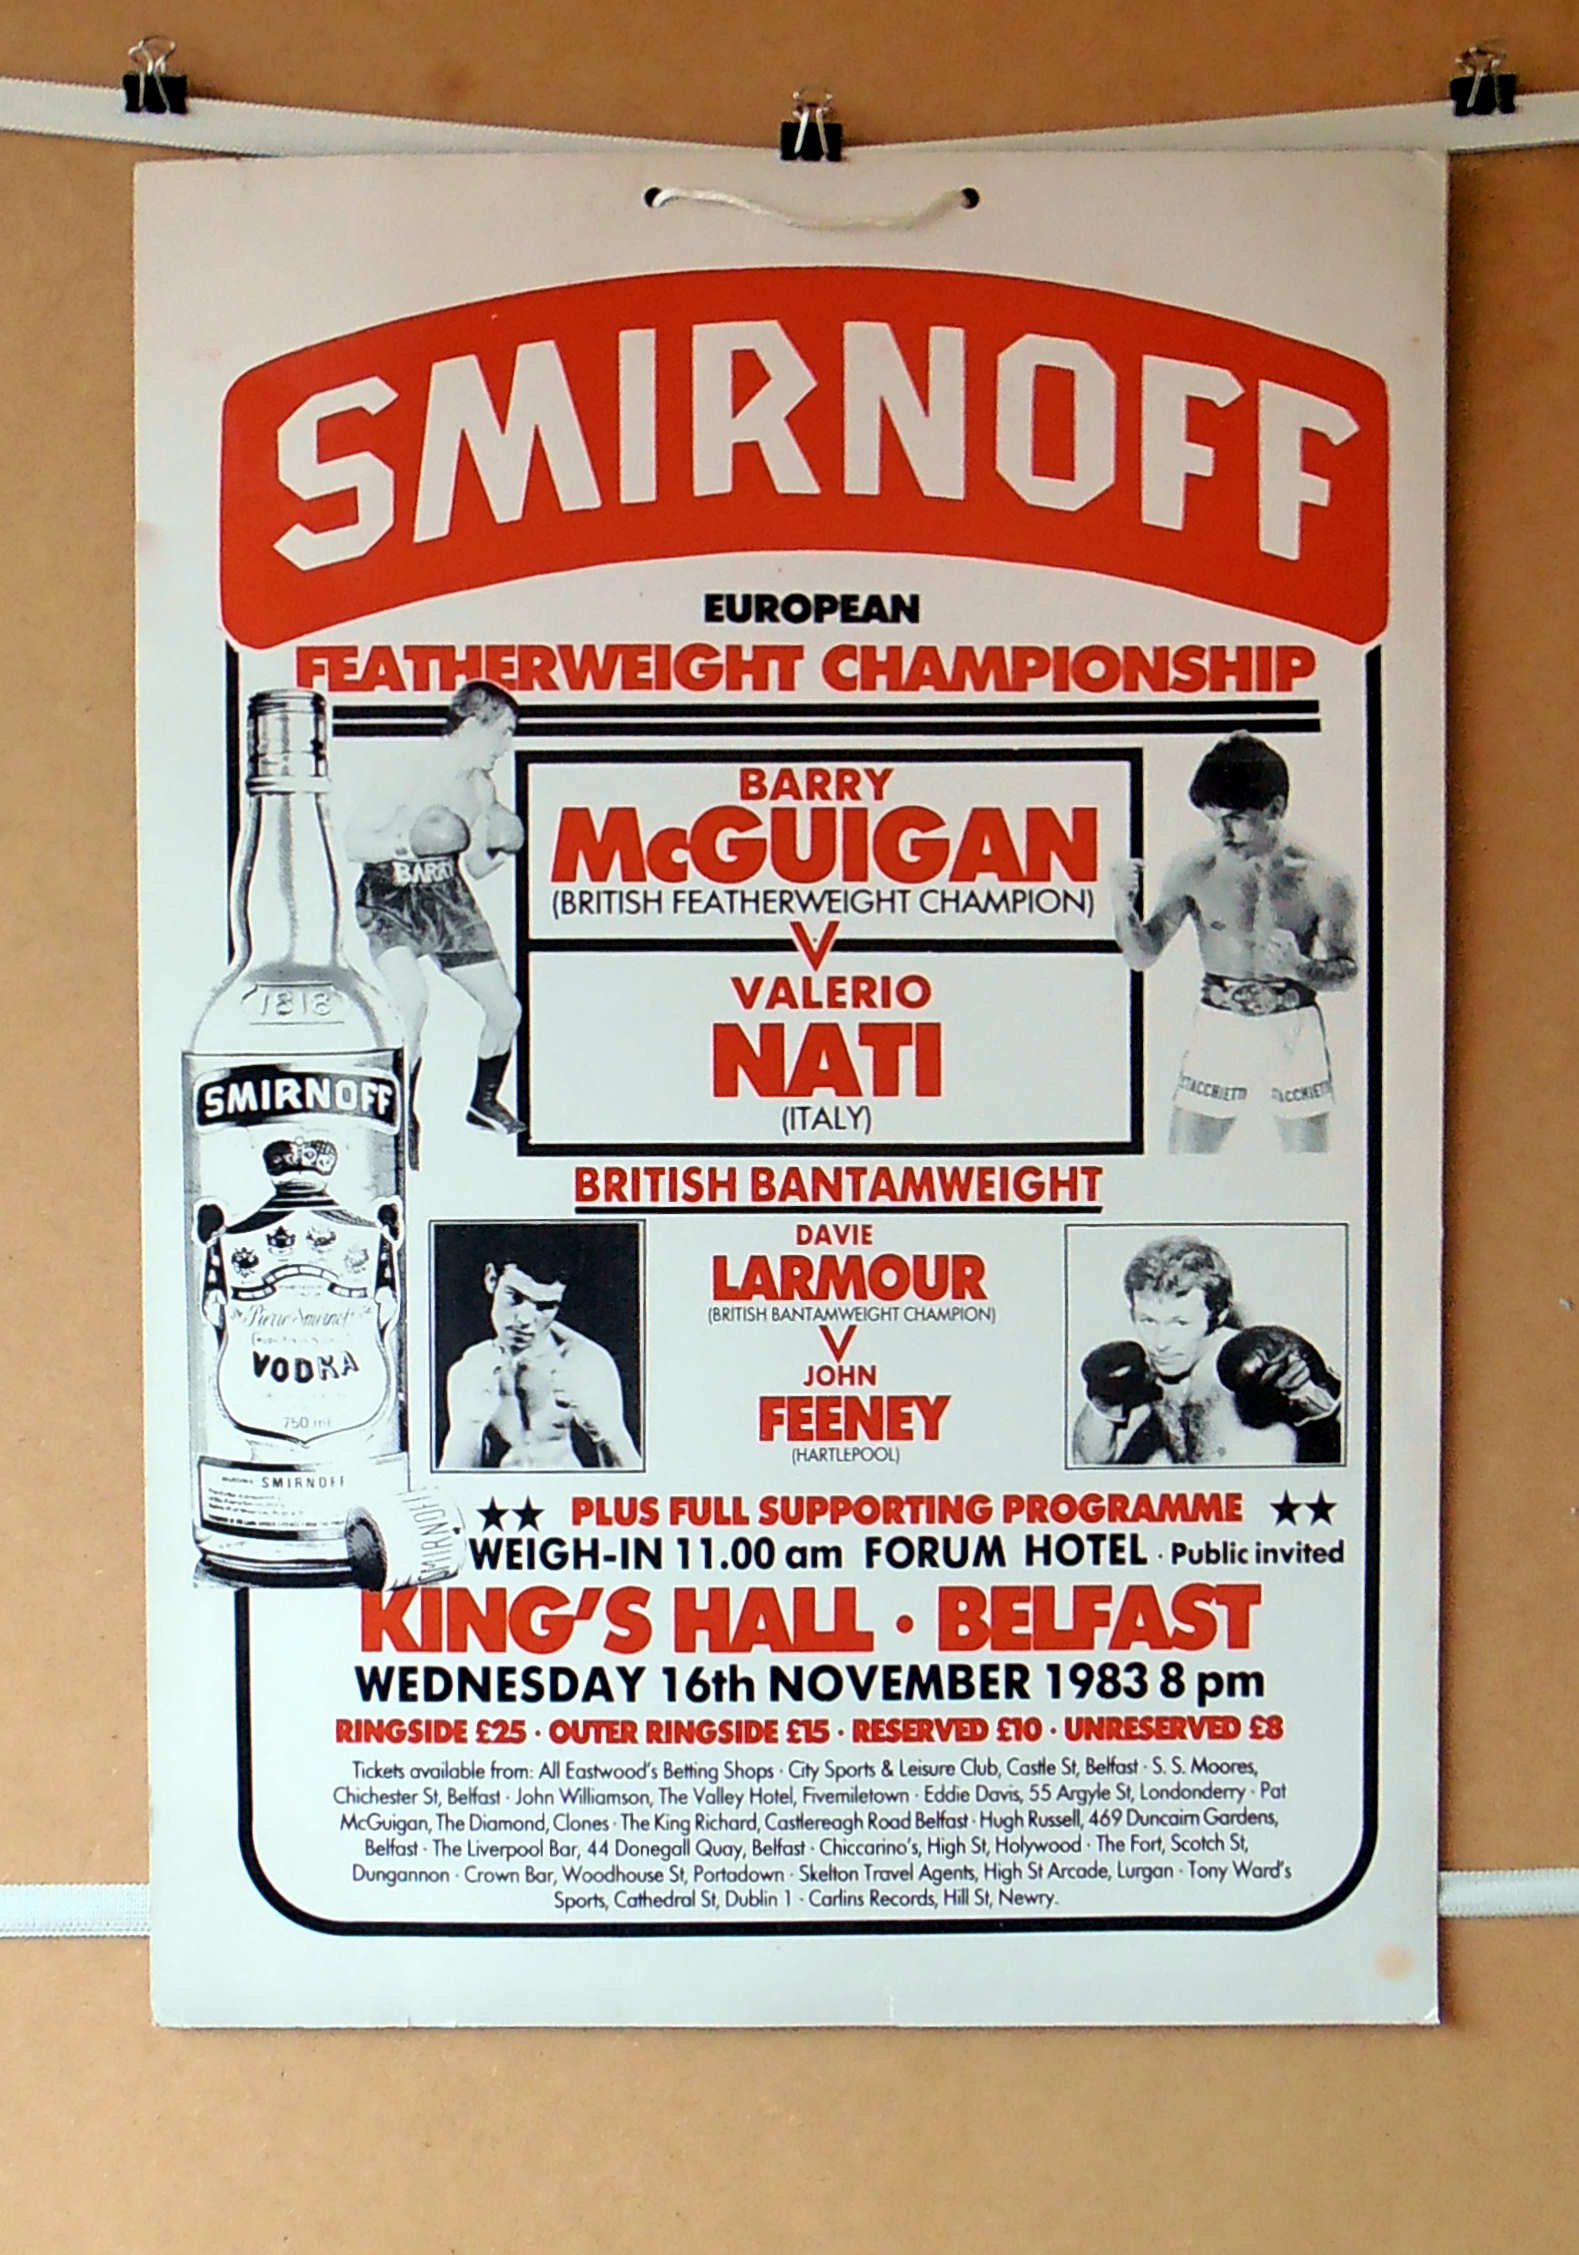 SMIRNOFF
EUROPEAN
FEATHERWEIGHT CHAMPIONSHIP
BARRY
McGUIGAN
(BRITISH FEATHERWEIGHT CHAMPION)
V
VALERIO
NATI
(ITALY)
BARRY
STACCHIETTI
STACCHIETTI
1818
SMIRNOFF
Pierre Smirnoff
VODKA
750 ml
SMIRNOFF
SMIRNOFF
BRITISH BANTAMWEIGHT
DAVIE
LARMOUR
(BRITISH BANTAMWEIGHT CHAMPION)
V
JOHN
FEENEY
(HARTLEPOOL)
★★ PLUS FULL SUPPORTING PROGRAMME ★★
WEIGH-IN 11.00 am FORUM HOTEL · Public invited
KING'S HALL · BELFAST
WEDNESDAY 16th NOVEMBER 1983 8 pm
RINGSIDE £25 · OUTER RINGSIDE £15 · RESERVED £10 · UNRESERVED £8
Tickets available from: All Eastwood's Betting Shops · City Sports & Leisure Club, Castle St, Belfast · S. S. Moores,
Chichester St, Belfast · John Williamson, The Valley Hotel, Fivemiletown · Eddie Davis, 55 Argyle St, Londonderry · Pat
McGuigan, The Diamond, Clones · The King Richard, Castlereagh Road Belfast · Hugh Russell, 469 Duncairn Gardens,
Belfast · The Liverpool Bar, 44 Donegall Quay, Belfast · Chiccarino's, High St, Holywood · The Fort, Scotch St,
Dungannon · Crown Bar, Woodhouse St, Portadown · Skelton Travel Agents, High St Arcade, Lurgan · Tony Ward's
Sports, Cathedral St, Dublin 1 · Carlins Records, Hill St, Newry.